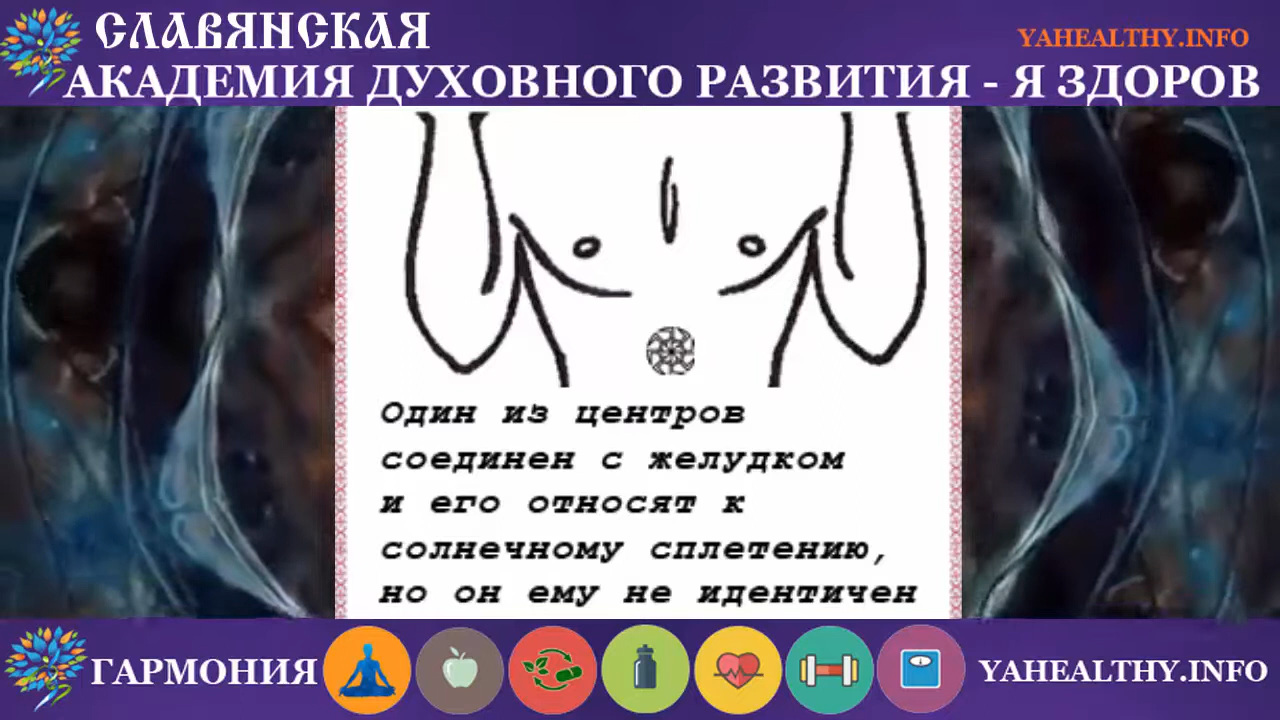 СЛАВЯНСКАЯ
YAHEALTHY.INFO
АКАДЕМИЯ ДУХОВНОГО РАЗВИТИЯ - Я ЗДОРОВ
Один из центров
соединен с желудком
и его относят к
солнечному сплетению,
но он ему не идентичен
ГАРМОНИЯ
YAHEALTHY.INFO